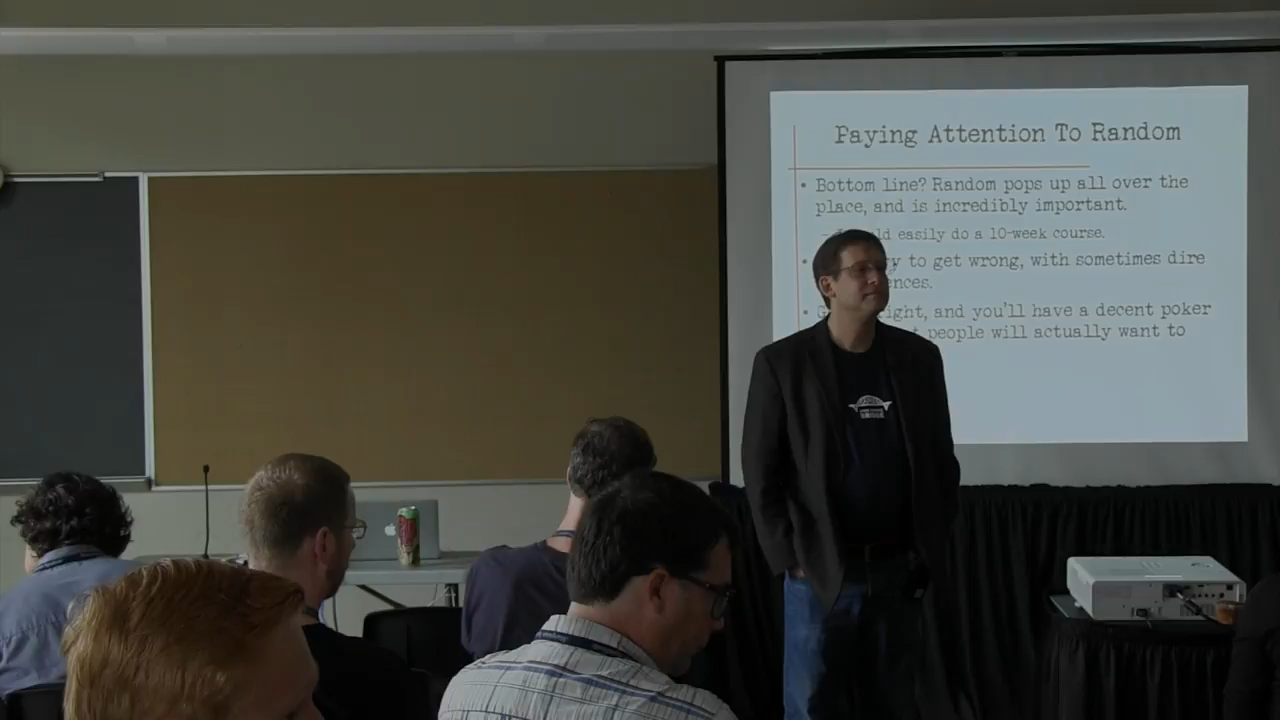 Paying Attention To Random
• Bottom line? Random pops up all over the
place, and is incredibly important.
easily do a 10-week course.
• to get wrong, with sometimes dire
• right, and you'll have a decent poker
people will actually want to